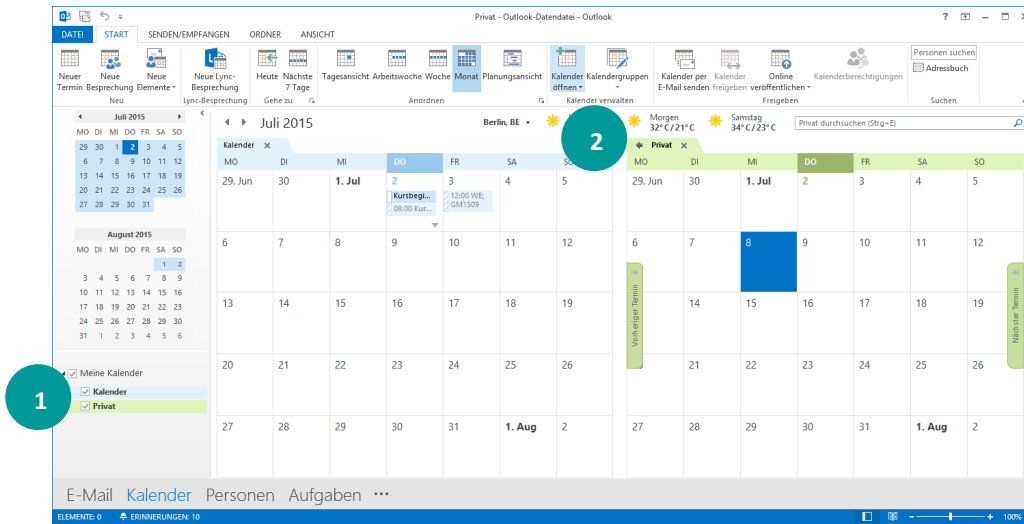 Privat - Outlook-Datendatei - Outlook
DATEI START SENDEN/EMPFANGEN ORDNER ANSICHT
Neuer Termin
Neue Besprechung
Neue Elemente
Neu
Neue Lync-Besprechung
Lync-Besprechung
Heute
Nächste 7 Tage
Gehe zu
Tagesansicht Arbeitswoche Woche Monat Planungsansicht
Anordnen
Kalender öffnen
Kalendergruppen
Kalender verwalten
Kalender per E-Mail senden
Kalender freigeben
Online veröffentlichen
Kalenderberechtigungen
Freigeben
Personen suchen
Adressbuch
Suchen
Juli 2015
MO DI MI DO FR SA SO
29 30 1 2 3 4 5
6 7 8 9 10 11 12
13 14 15 16 17 18 19
20 21 22 23 24 25 26
27 28 29 30 31
August 2015
MO DI MI DO FR SA SO
1 2
3 4 5 6 7 8 9
10 11 12 13 14 15 16
17 18 19 20 21 22 23
24 25 26 27 28 29 30
31 1 2 3 4 5 6
1
Meine Kalender
Kalender
Privat
Juli 2015
Berlin, BE
2
Morgen
32°C/21°C
Samstag
34°C/23°C
Privat durchsuchen (Strg+E)
Kalender
MO DI MI DO FR SA SO
29. Jun 30 1. Jul 2 3 4 5
Kursbegi...
08:00 Kur...
12:00 WE;
GM1509
6 7 8 9 10 11 12
13 14 15 16 17 18 19
20 21 22 23 24 25 26
27 28 29 30 31 1. Aug 2
Privat
MO DI MI DO FR SA SO
29. Jun 30 1. Jul 2 3 4 5
6 7 8 9 10 11 12
14 15 16 17 18 19
21 22 23 24 25 26
27 28 29 30 31 1. Aug 2
Vorheriger Termin
Nächster Termin
E-Mail Kalender Personen Aufgaben ...
ELEMENTE: 0 ERINNERUNGEN: 10
100%